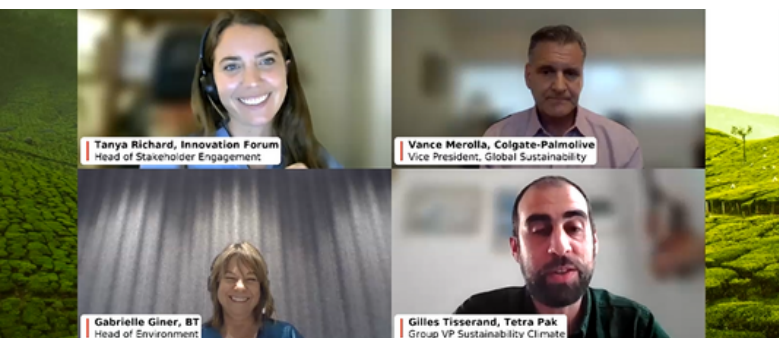 Tanya Richard, Innovation Forum
Head of Stakeholder Engagement
Vance Merolla, Colgate-Palmolive
Vice President, Global Sustainability
Gabrielle Giner, BT
Head of Environment
Gilles Tisserand, Tetra Pak
Group VP Sustainability Climate